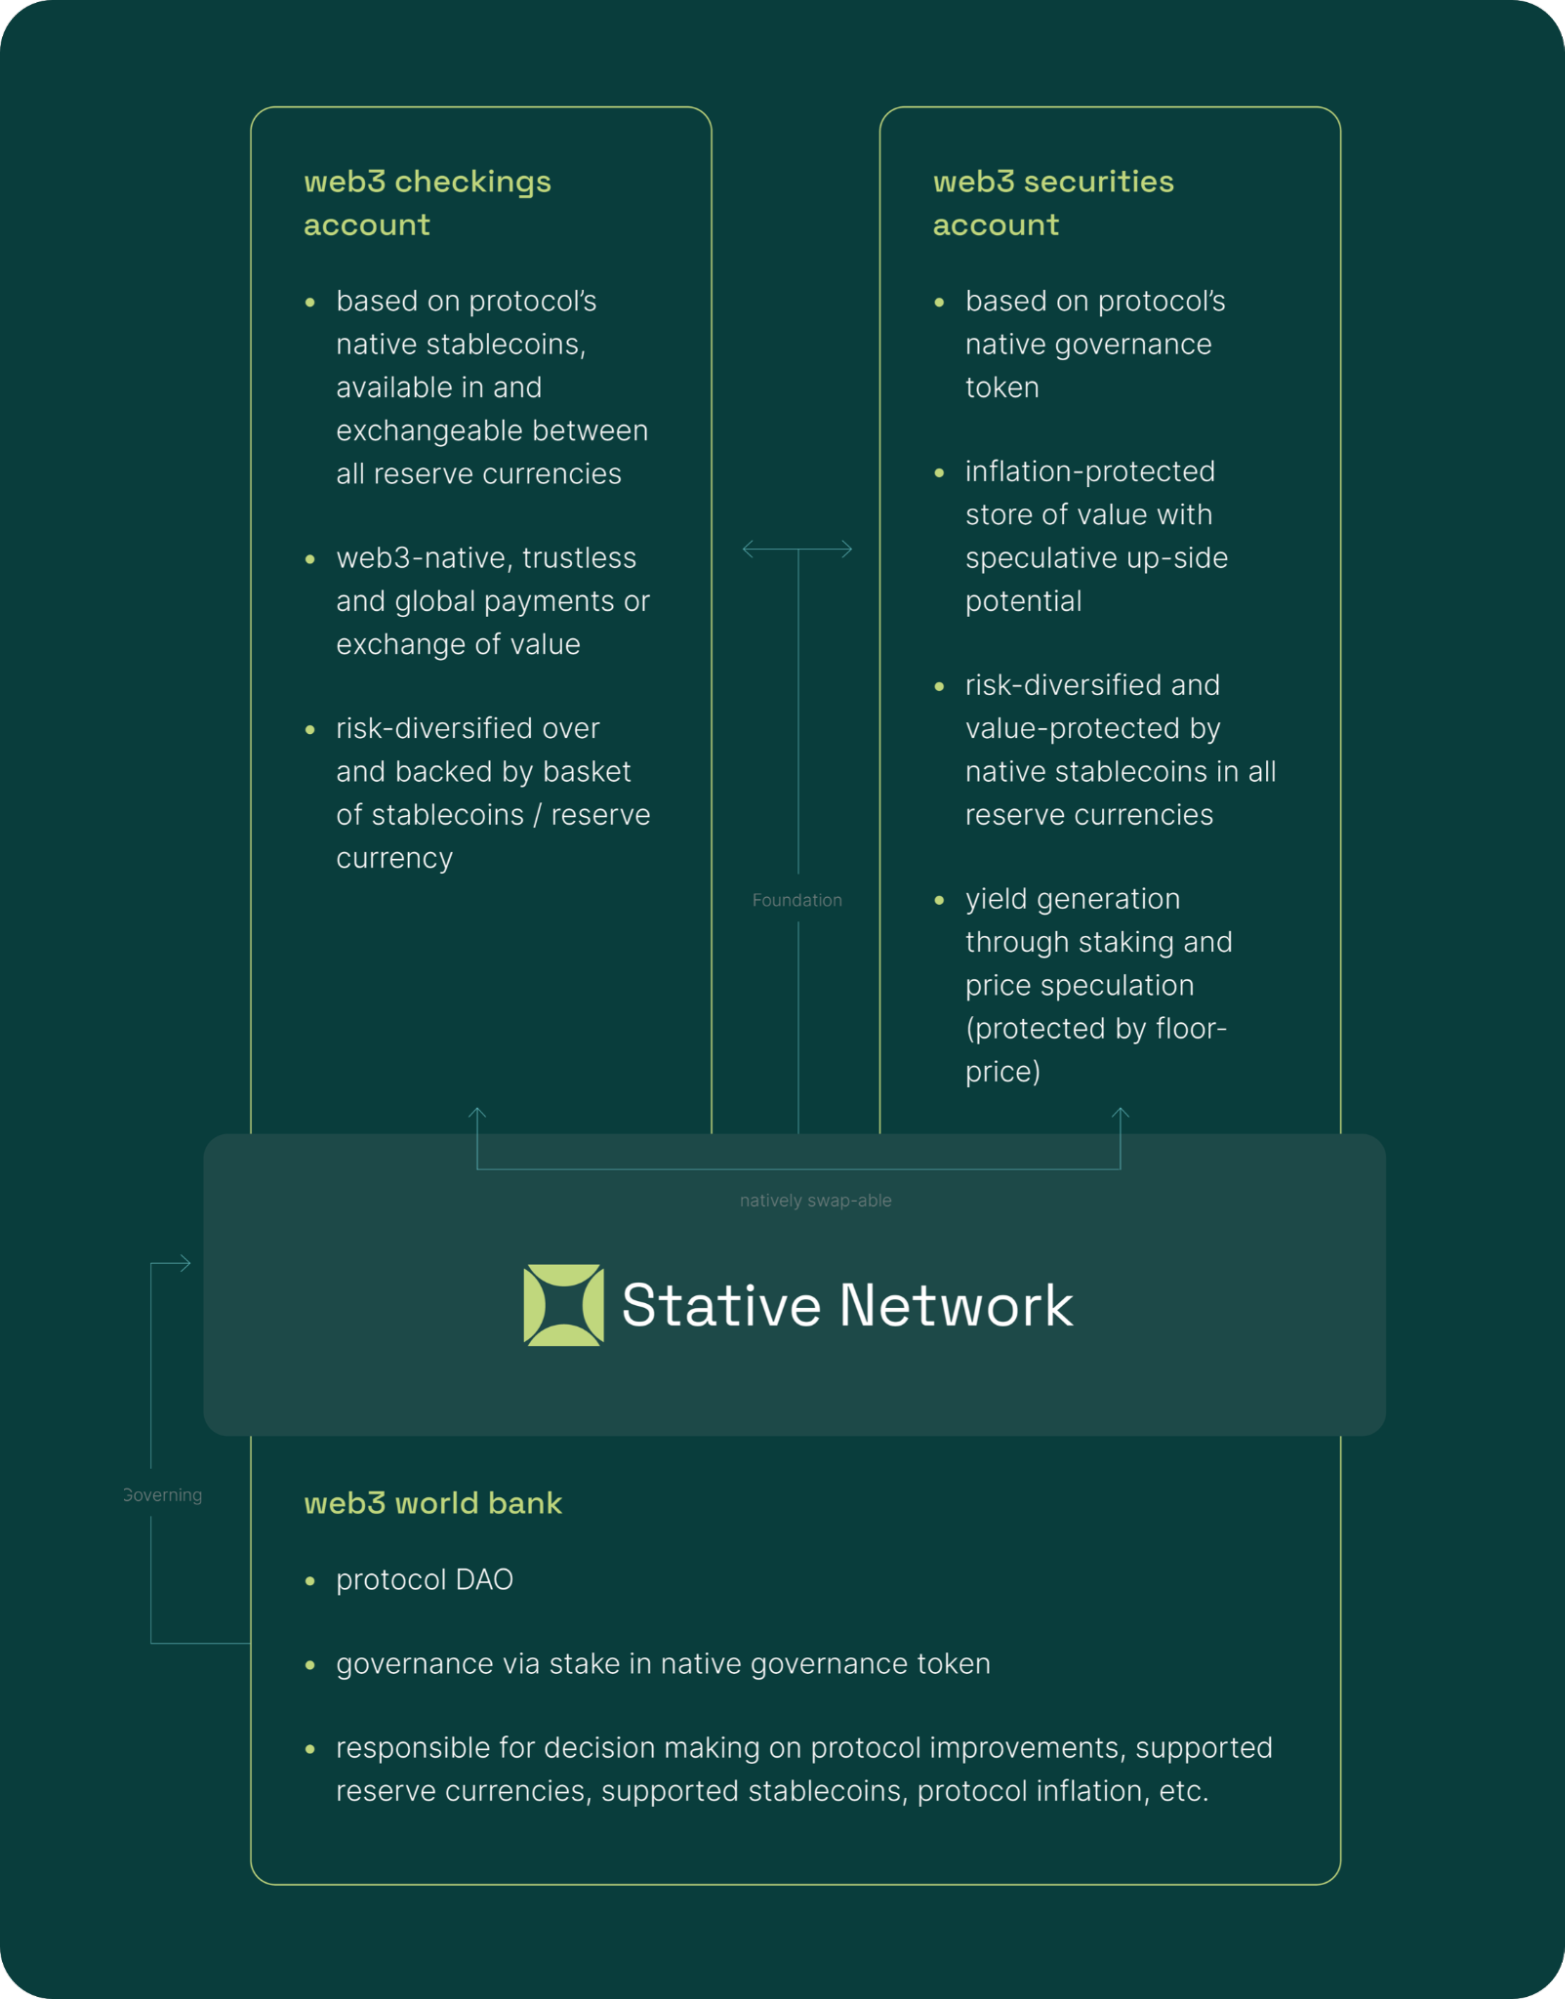 web3 checkings
account
• based on protocol’s
native stablecoins,
available in and
exchangeable between
all reserve currencies
• web3-native, trustless
and global payments or
exchange of value
• risk-diversified over
and backed by basket
of stablecoins / reserve
currency
web3 securities
account
• based on protocol’s
native governance
token
• inflation-protected
store of value with
speculative up-side
potential
• risk-diversified and
value-protected by
native stablecoins in all
reserve currencies
• yield generation
through staking and
price speculation
(protected by floor-
price)
Foundation
natively swap-able
Stative Network
Governing
web3 world bank
• protocol DAO
• governance via stake in native governance token
• responsible for decision making on protocol improvements, supported
reserve currencies, supported stablecoins, protocol inflation, etc.